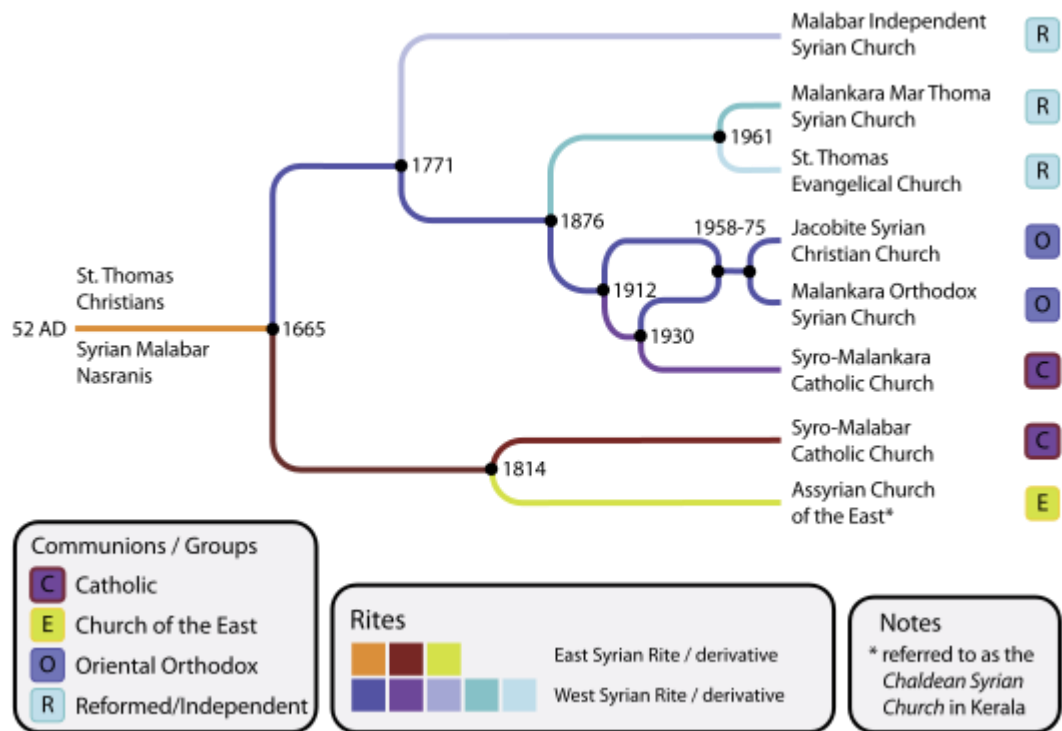 Malabar Independent
Syrian Church
R
Malankara Mar Thoma
Syrian Church
R
1961
St. Thomas
Evangelical Church
R
1771
1876
1958-75
Jacobite Syrian
Christian Church
O
St. Thomas
Christians
1912
Malankara Orthodox
Syrian Church
O
52 AD
1665
1930
Syrian Malabar
Nasranis
Syro-Malankara
Catholic Church
C
Syro-Malabar
Catholic Church
C
1814
Assyrian Church
of the East*
E
Communions / Groups
C Catholic
E Church of the East
O Oriental Orthodox
R Reformed/Independent
Rites
East Syrian Rite / derivative
West Syrian Rite / derivative
Notes
* referred to as the
Chaldean Syrian
Church in Kerala